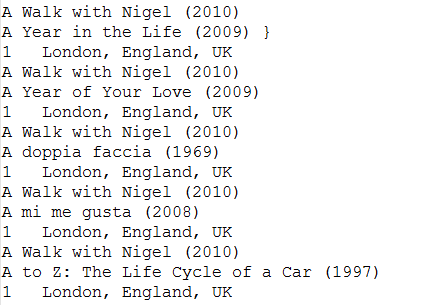 A Walk with Nigel (2010)
A Year in the Life (2009) }
1   London, England, UK
A Walk with Nigel (2010)
A Year of Your Love (2009)
1   London, England, UK
A Walk with Nigel (2010)
A doppia faccia (1969)
1   London, England, UK
A Walk with Nigel (2010)
A mi me gusta (2008)
1   London, England, UK
A Walk with Nigel (2010)
A to Z: The Life Cycle of a Car (1997)
1   London, England, UK